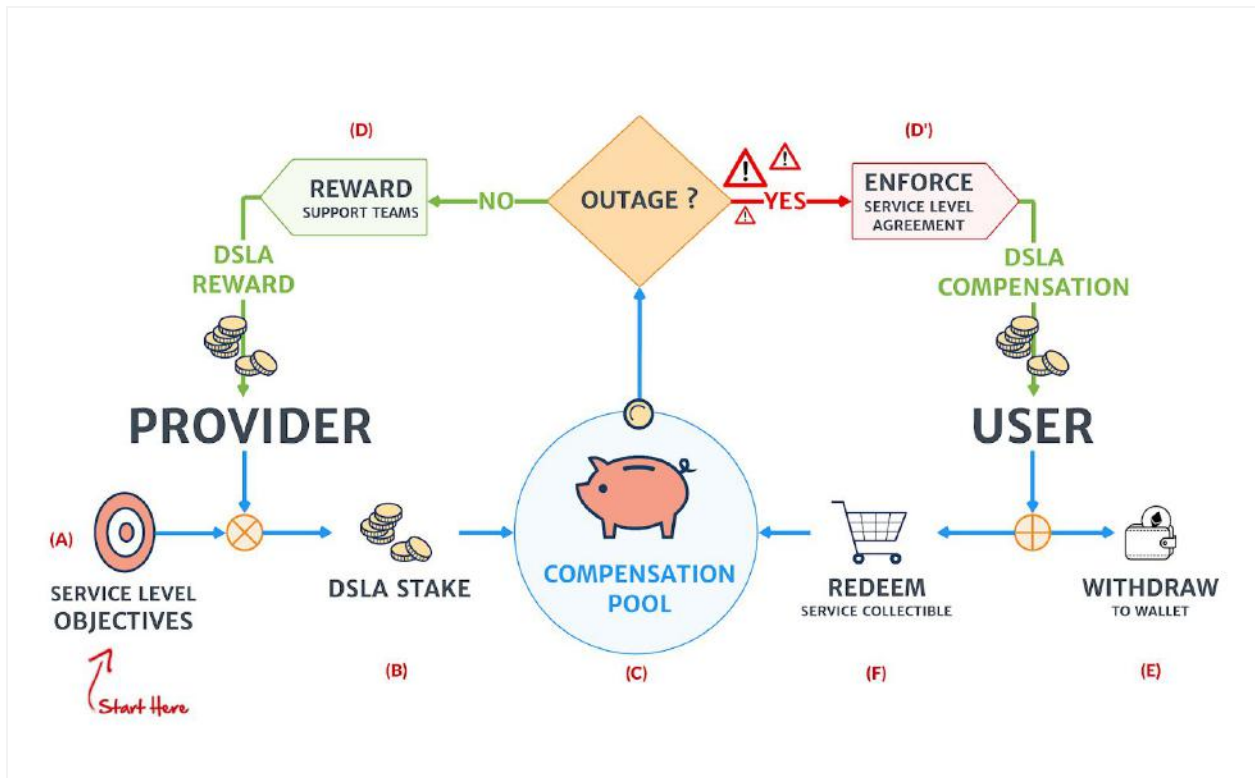 (D)
(D')
REWARD
SUPPORT TEAMS
NO
OUTAGE ?
YES
ENFORCE
SERVICE LEVEL
AGREEMENT
DSLA
REWARD
DSLA
COMPENSATION
PROVIDER
USER
(A)
SERVICE LEVEL
OBJECTIVES
DSLA STAKE
COMPENSATION
POOL
REDEEM
SERVICE COLLECTIBLE
WITHDRAW
TO WALLET
(B)
(C)
(F)
(E)
Start Here